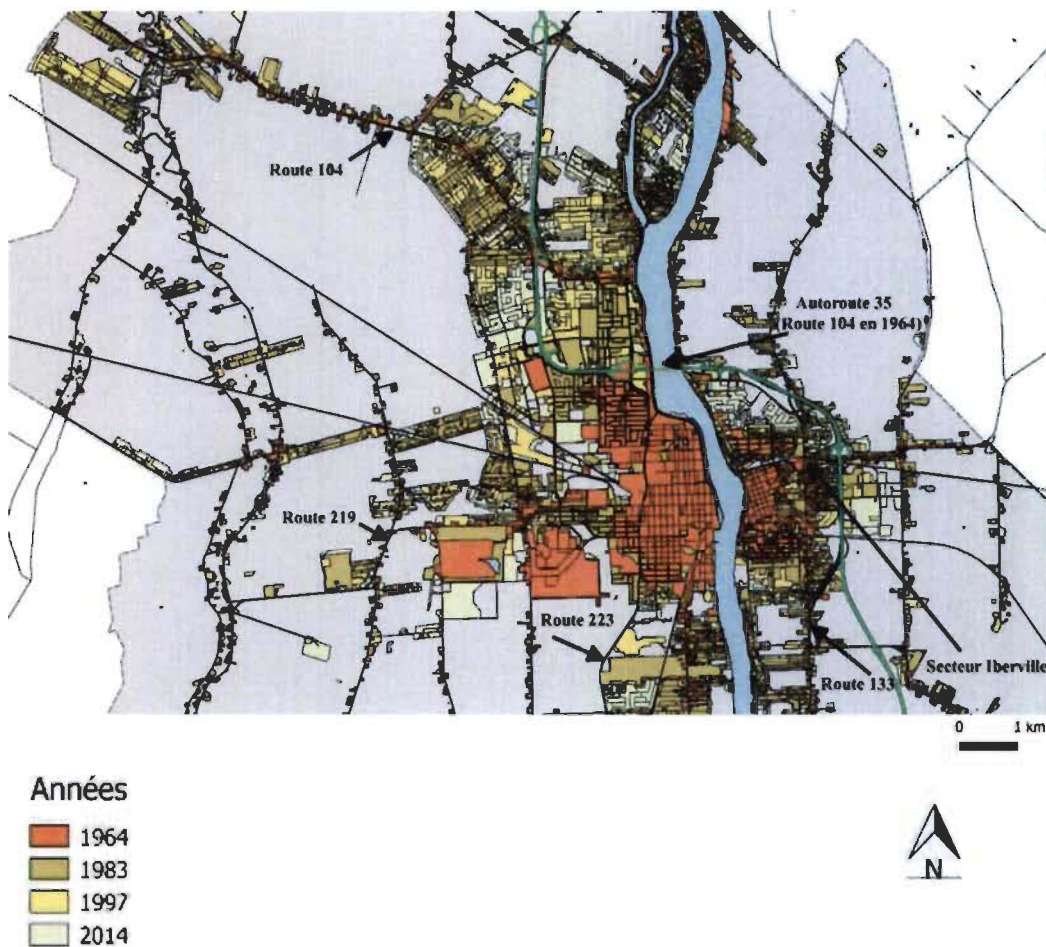 Route 104
Autoroute 35
(Route 104 en 1964)
Route 219
Route 223
Secteur Iberville
Route 133
0 1 km
Années
1964
1983
1997
2014
N